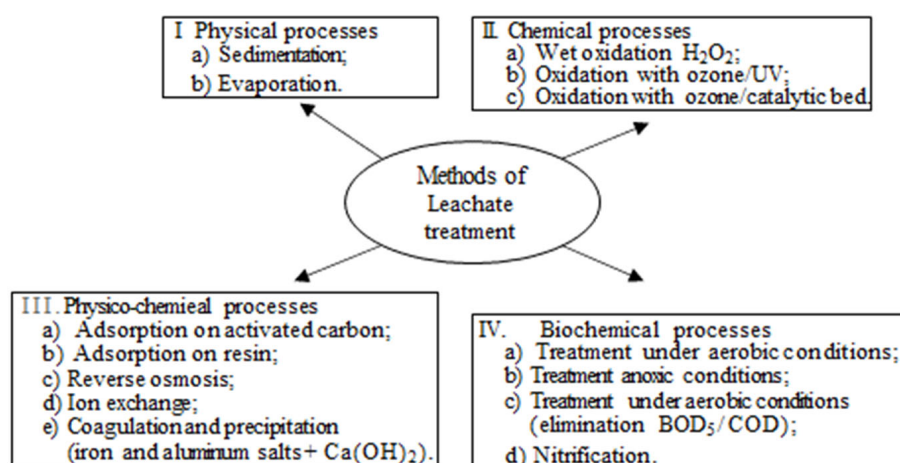 I Physical processes
a) Sedimentation;
b) Evaporation.
II. Chemical processes
a) Wet oxidation H₂O₂;
b) Oxidation with ozone/UV;
c) Oxidation with ozone/catalytic bed.
Methods of
Leachate
treatment
III. Physico-chemieal processes
a) Adsorption on activated carbon;
b) Adsorption on resin;
c) Reverse osmosis;
d) Ion exchange;
e) Coagulation and precipitation
(iron and aluminum salts+ Ca(OH)₂).
IV. Biochemical processes
a) Treatment under aerobic conditions;
b) Treatment anoxic conditions;
c) Treatment under aerobic conditions
(elimination BOD₅/COD);
d) Nitrification.